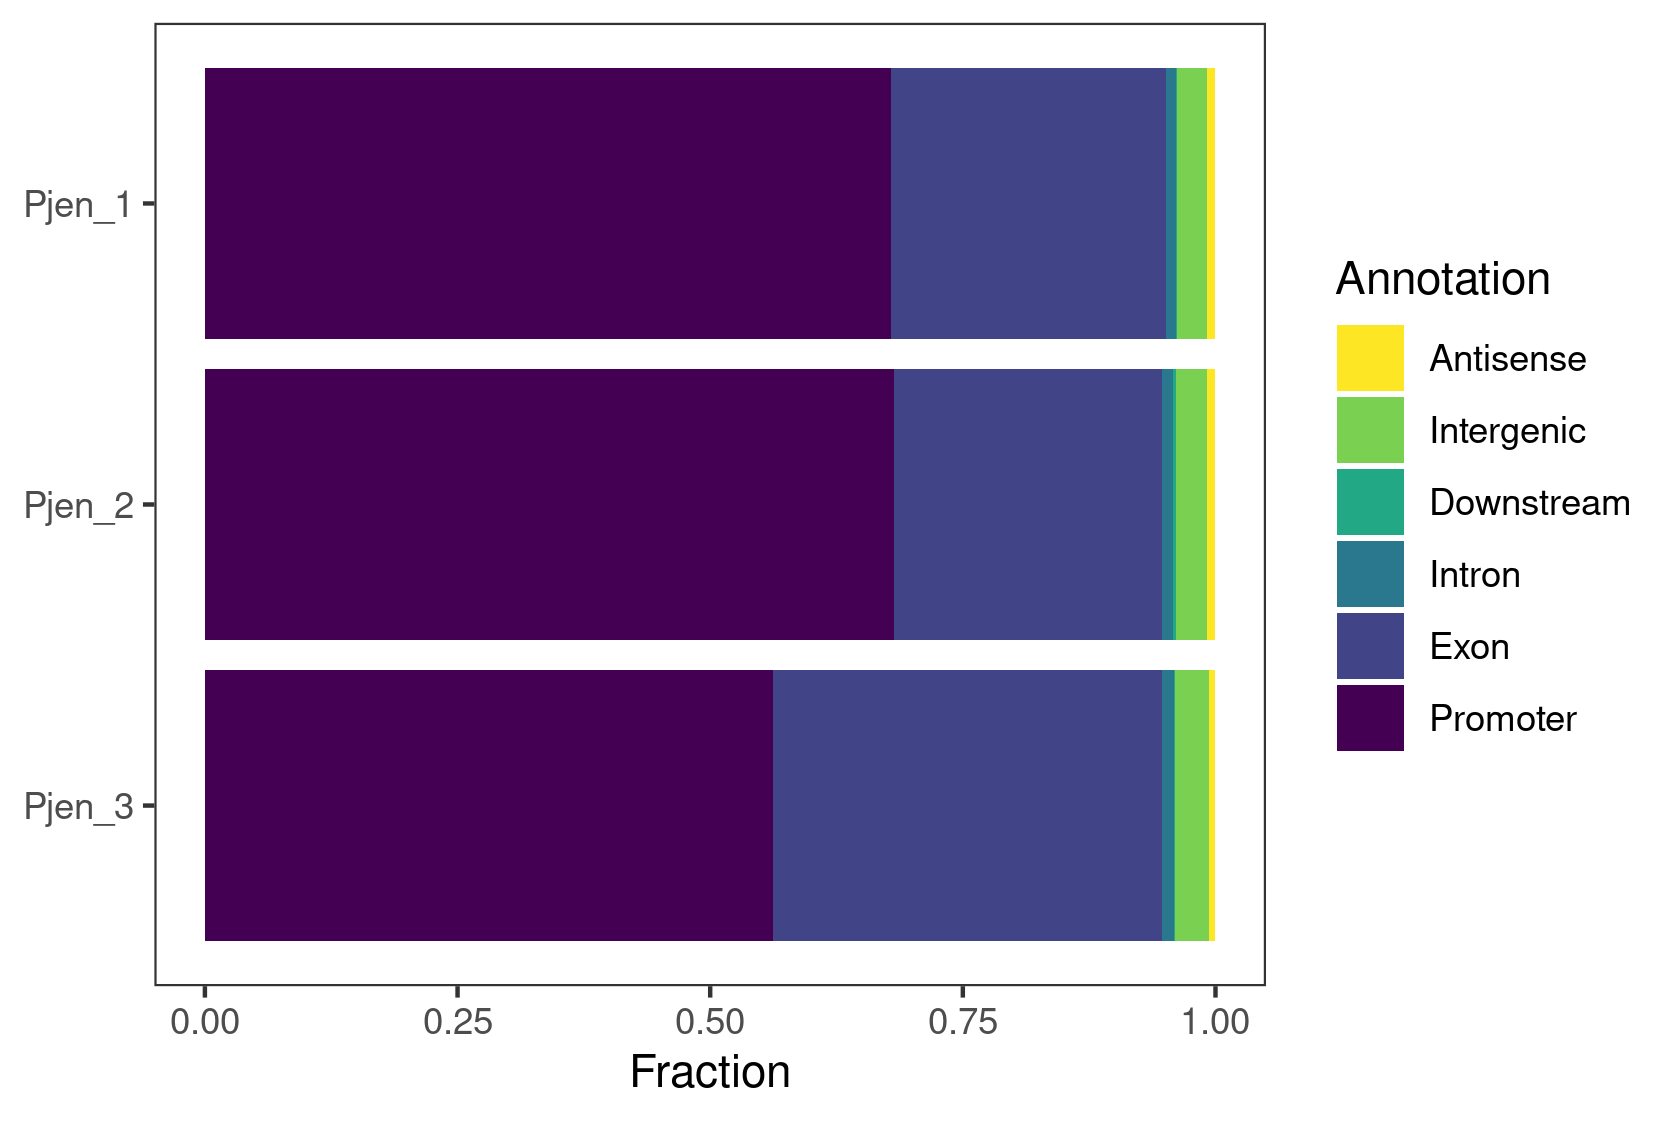 Pjen_1
Pjen_2
Pjen_3
0.00 0.25 0.50 0.75 1.00
Fraction
Annotation
Antisense
Intergenic
Downstream
Intron
Exon
Promoter